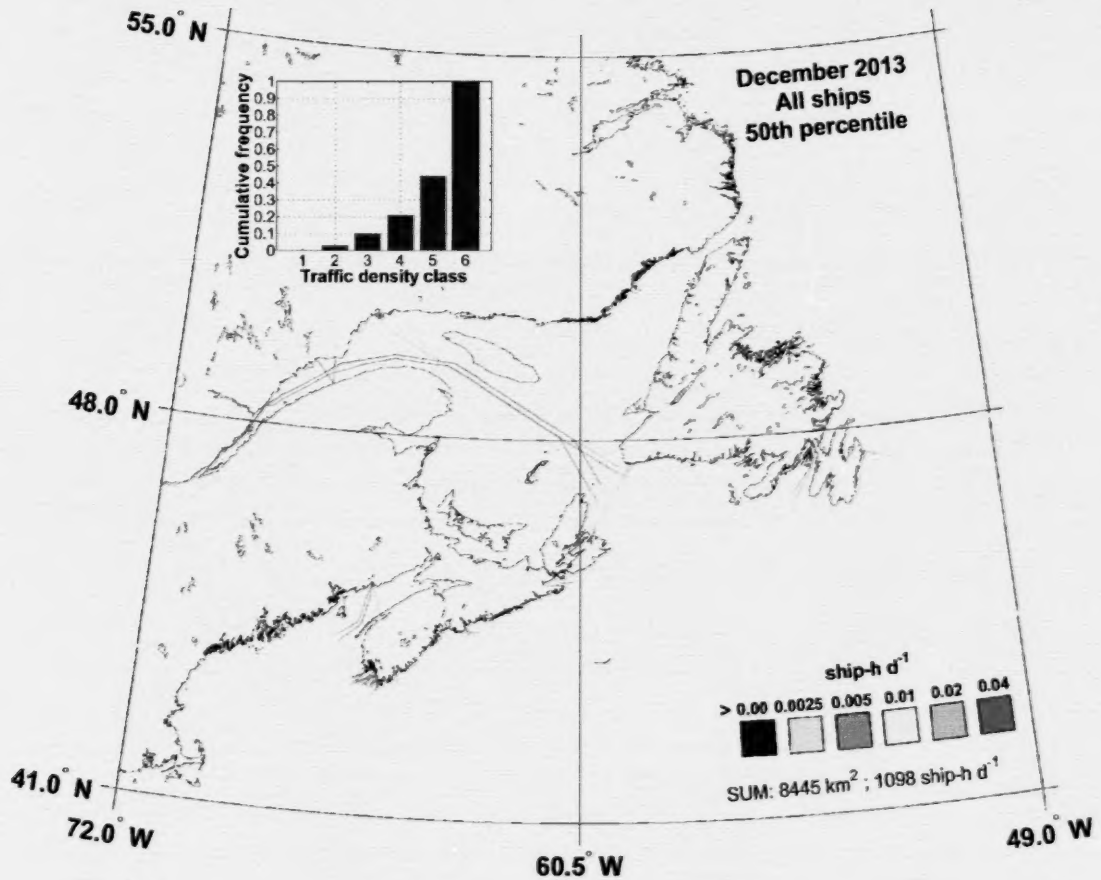 55.0° N
December 2013
All ships
50th percentile
Cumulative frequency
1
0.9
0.8
0.7
0.6
0.5
0.4
0.3
0.2
0.1
0
1 2 3 4 5 6
Traffic density class
48.0° N
ship-h d⁻¹
> 0.00 0.0025 0.005 0.01 0.02 0.04
SUM: 8445 km² ; 1098 ship-h d⁻¹
41.0° N
72.0° W
60.5° W
49.0° W